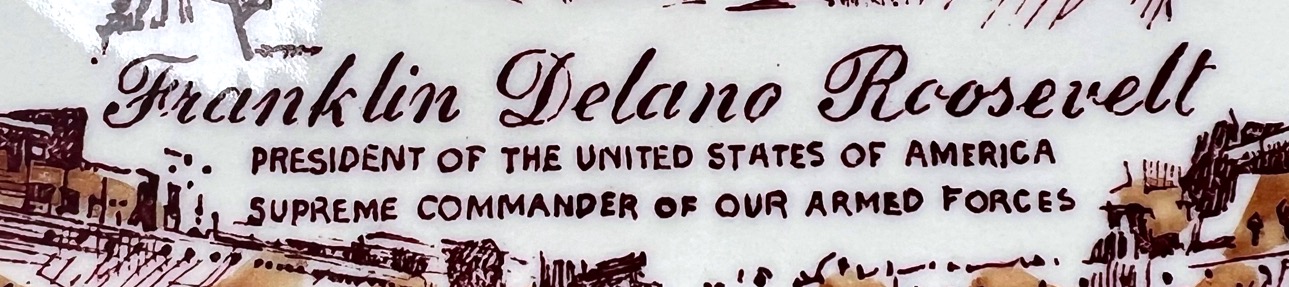 Franklin Delano Roosevelt
PRESIDENT OF THE UNITED STATES OF AMERICA
SUPREME COMMANDER OF OUR ARMED FORCES